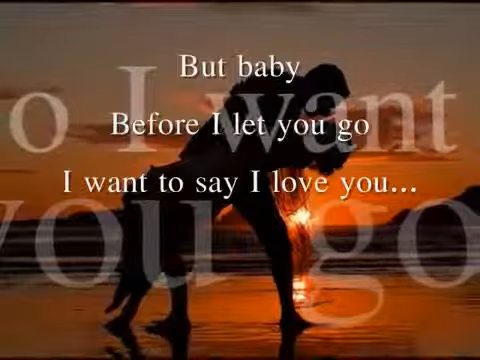 But baby
Before I let you go
I want to say I love you...
o I want
you go